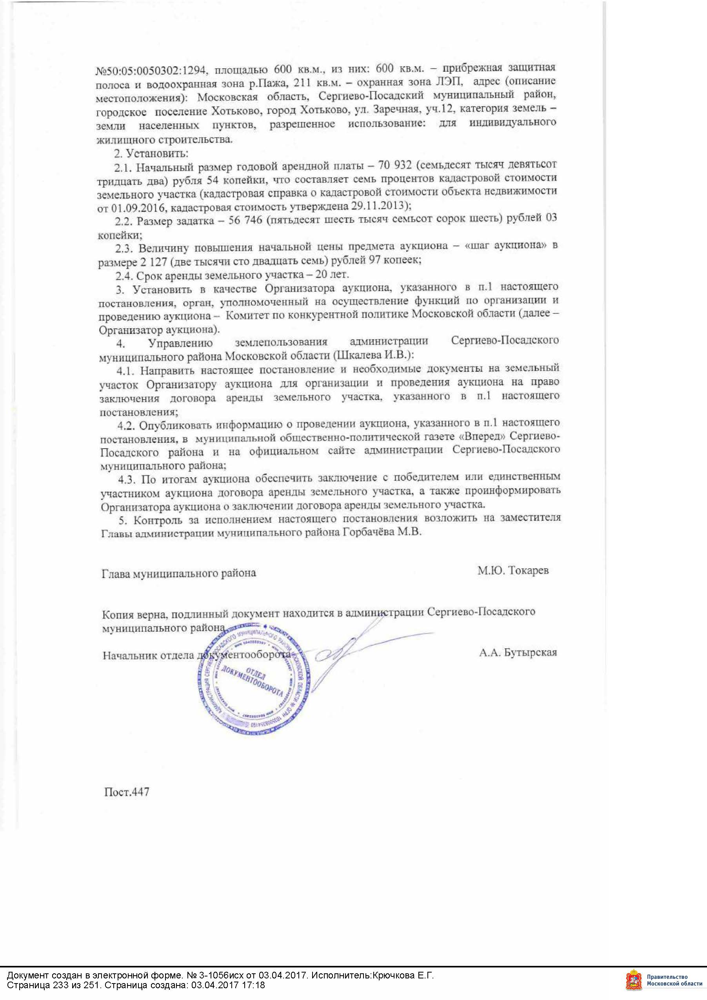 №50:05:0050302:1294, площадью 600 кв.м., из них: 600 кв.м. – прибрежная защитная
полоса и водоохранная зона р.Пажа, 211 кв.м. – охранная зона ЛЭП, адрес (описание
местоположения): Московская область, Сергиево-Посадский муниципальный район,
городское поселение Хотьково, город Хотьково, ул. Заречная, уч.12, категория земель –
земли населенных пунктов, разрешенное использование: для индивидуального
жилищного строительства.
2. Установить:
2.1. Начальный размер годовой арендной платы – 70 932 (семьдесят тысяч девятьсот
тридцать два) рубля 54 копейки, что составляет семь процентов кадастровой стоимости
земельного участка (кадастровая справка о кадастровой стоимости объекта недвижимости
от 01.09.2016, кадастровая стоимость утверждена 29.11.2013);
2.2. Размер задатка – 56 746 (пятьдесят шесть тысяч семьсот сорок шесть) рублей 03
копейки;
2.3. Величину повышения начальной цены предмета аукциона – «шаг аукциона» в
размере 2 127 (две тысячи сто двадцать семь) рублей 97 копеек;
2.4. Срок аренды земельного участка – 20 лет.
3. Установить в качестве Организатора аукциона, указанного в п.1 настоящего
постановления, орган, уполномоченный на осуществление функций по организации и
проведению аукциона – Комитет по конкурентной политике Московской области (далее –
Организатор аукциона).
4. Управлению землепользования администрации Сергиево-Посадского
муниципального района Московской области (Шкалева И.В.):
4.1. Направить настоящее постановление и необходимые документы на земельный
участок Организатору аукциона для организации и проведения аукциона на право
заключения договора аренды земельного участка, указанного в п.1 настоящего
постановления;
4.2. Опубликовать информацию о проведении аукциона, указанного в п.1 настоящего
постановления, в муниципальной общественно-политической газете «Вперед» Сергиево-
Посадского района и на официальном сайте администрации Сергиево-Посадского
муниципального района;
4.3. По итогам аукциона обеспечить заключение с победителем или единственным
участником аукциона договора аренды земельного участка, а также проинформировать
Организатора аукциона о заключении договора аренды земельного участка.
5. Контроль за исполнением настоящего постановления возложить на заместителя
Главы администрации муниципального района Горбачёва М.В.
Глава муниципального района М.Ю. Токарев
Копия верна, подлинный документ находится в администрации Сергиево-Посадского
муниципального района
Начальник отдела документооборота А.А. Бутырская
АДМИНИСТРАЦИЯ СЕРГИЕВО-ПОСАДСКОГО МУНИЦИПАЛЬНОГО РАЙОНА МОСКОВСКОЙ ОБЛАСТИ
ОТДЕЛ
ДОКУМЕНТООБОРОТА
Пост.447
Документ создан в электронной форме. № 3-1056исх от 03.04.2017. Исполнитель:Крючкова Е.Г.
Страница 233 из 251. Страница создана: 03.04.2017 17:18
Правительство
Московской области